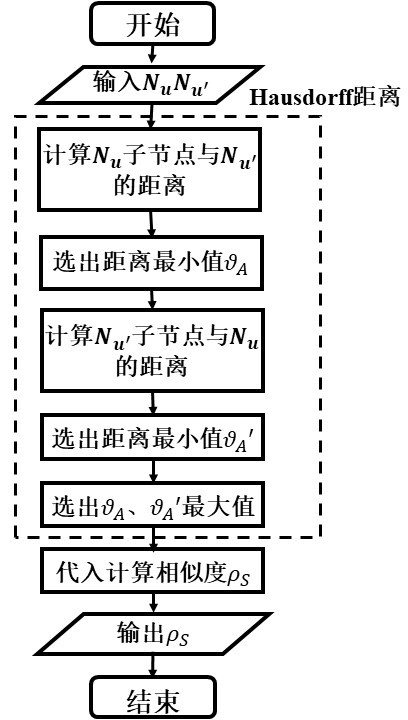 开始
输入NuNu′
Hausdorff距离
计算Nu子节点与Nu′
的距离
选出距离最小值ϑA
计算Nu′子节点与Nu
的距离
选出距离最小值ϑA′
选出ϑA、ϑA′最大值
代入计算相似度ρS
输出ρS
结束